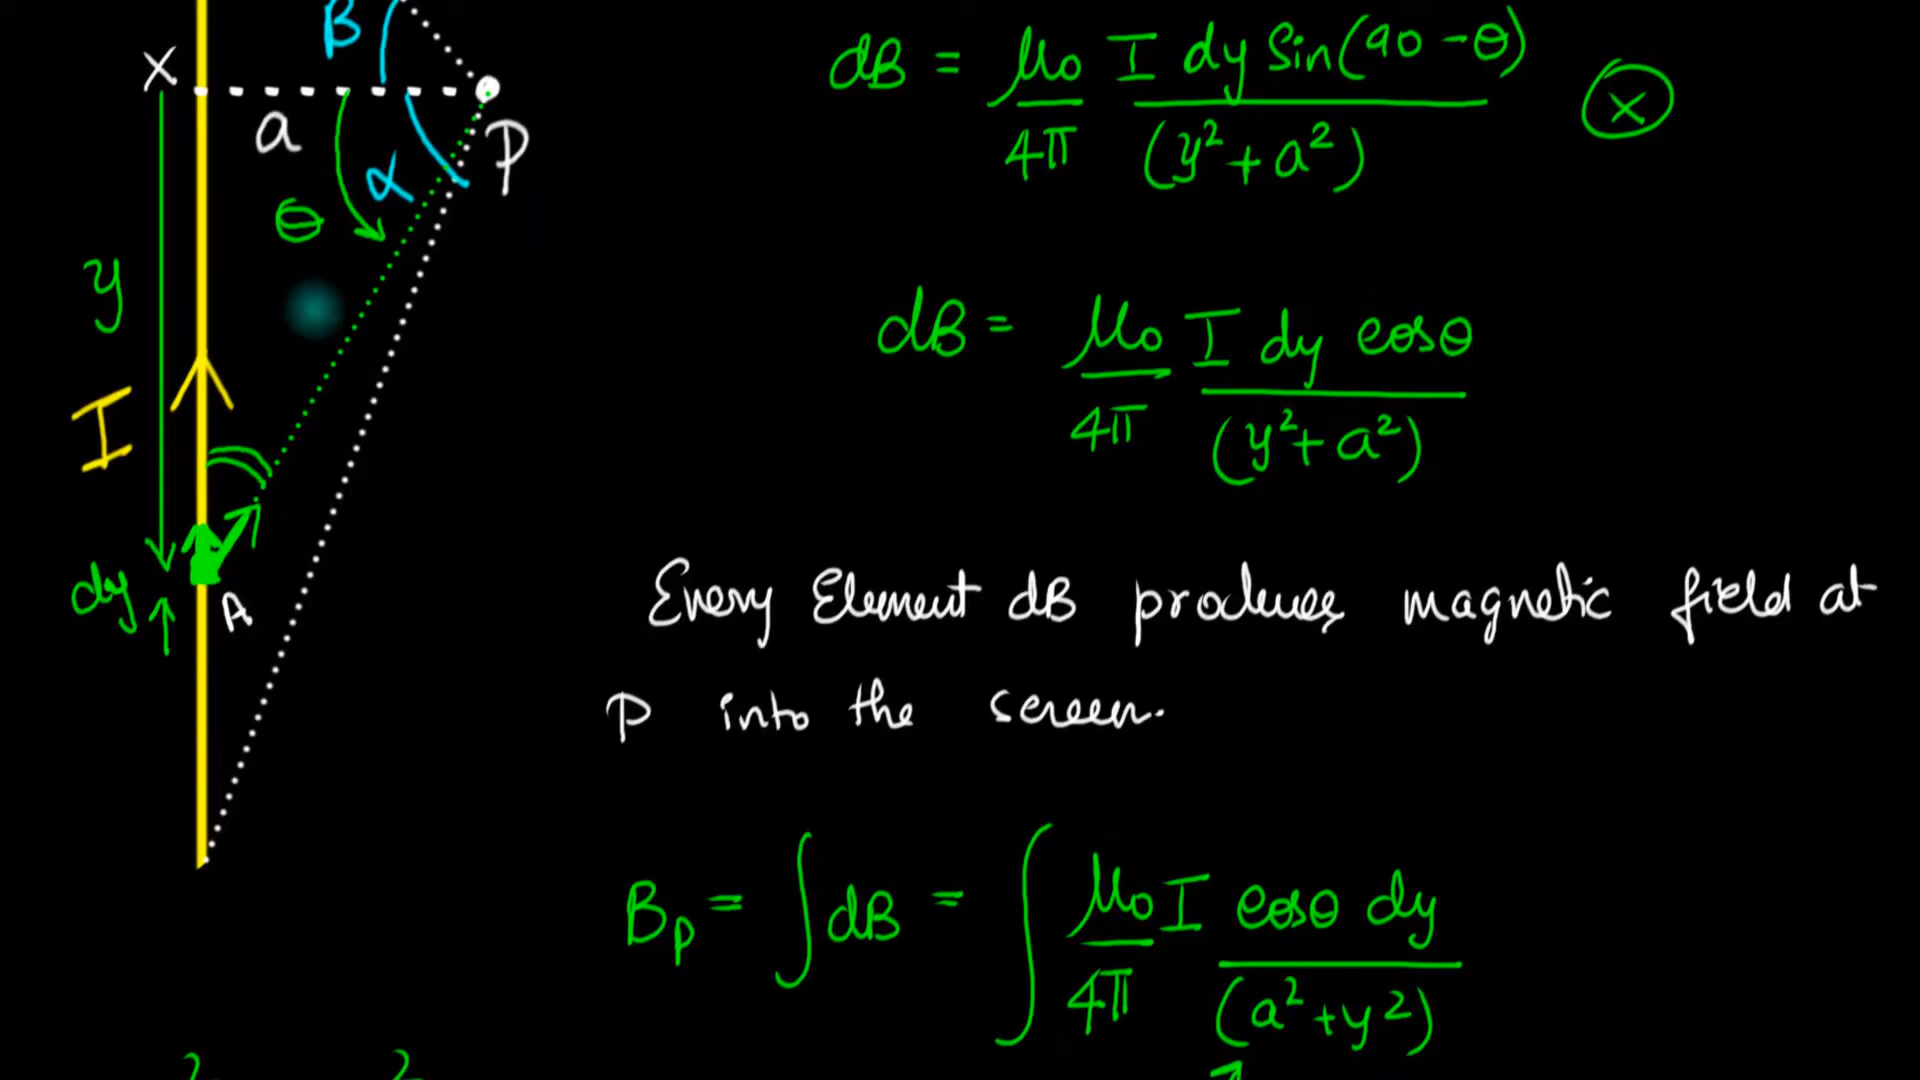 B
X
a
P
α
θ
y
I
dy
A
dB = μ₀/4π I dy Sin(90 - θ)/(y² + a²) ⓧ
dB = μ₀/4π I dy cosθ/(y² + a²)
Every Element dB produces magnetic field at
P into the screen.
Bp = ∫dB = ∫ μ₀/4π I cosθ dy/(a² + y²)